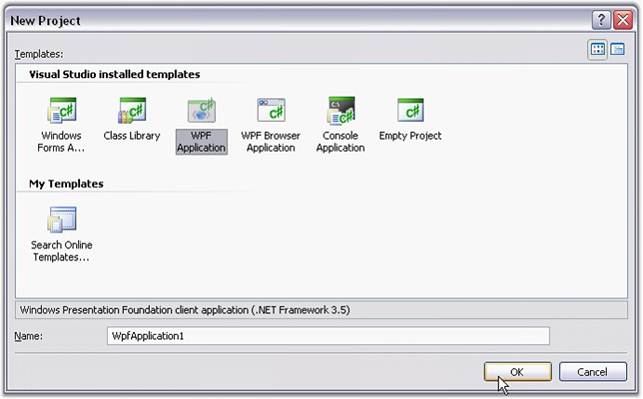 New Project
Templates:
Visual Studio installed templates
Windows Forms A...
Class Library
WPF Application
WPF Browser Application
Console Application
Empty Project
My Templates
Search Online Templates...
Windows Presentation Foundation client application (.NET Framework 3.5)
Name: WpfApplication1
OK Cancel